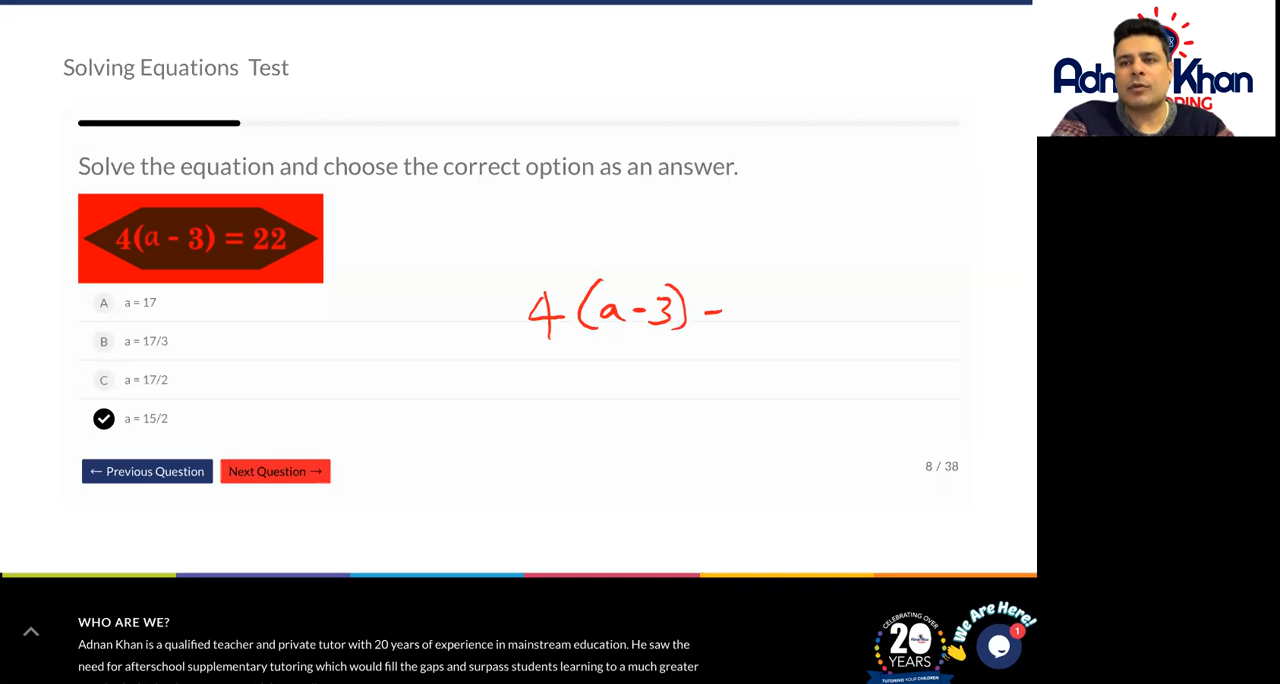 Solving Equations Test
Adnan Khan
Solve the equation and choose the correct option as an answer.
4(a - 3) = 22
4(a-3) -
A a = 17
B a = 17/3
C a = 17/2
a = 15/2
← Previous Question Next Question → 8 / 38
WHO ARE WE?
Adnan Khan is a qualified teacher and private tutor with 20 years of experience in mainstream education. He saw the
need for afterschool supplementary tutoring which would fill the gaps and surpass students learning to a much greater
CELEBRATING OVER
20
YEARS
TUTORING YOUR CHILDREN
We Are Here!
1